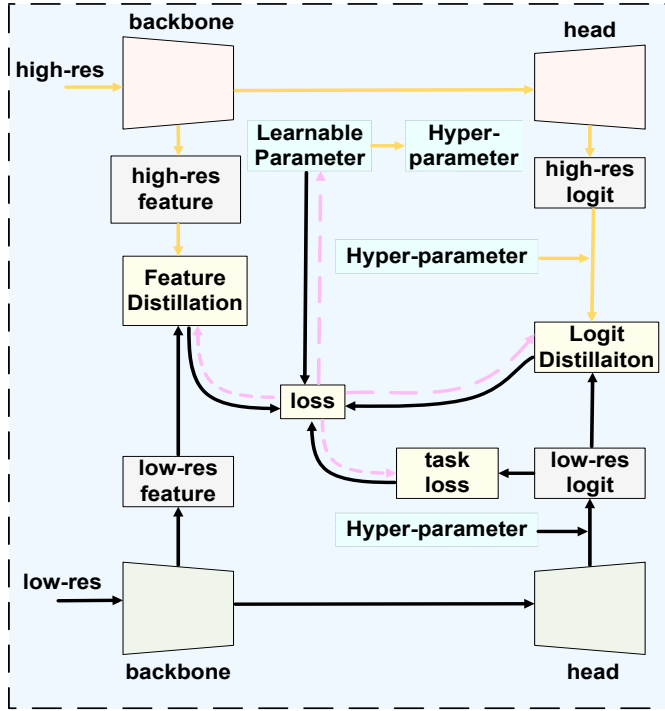 backbone
head
high-res
Learnable
Parameter
Hyper-
parameter
high-res
feature
high-res
logit
Hyper-parameter
Feature
Distillation
Logit
Distillaiton
loss
task
loss
low-res
feature
low-res
logit
Hyper-parameter
low-res
backbone
head